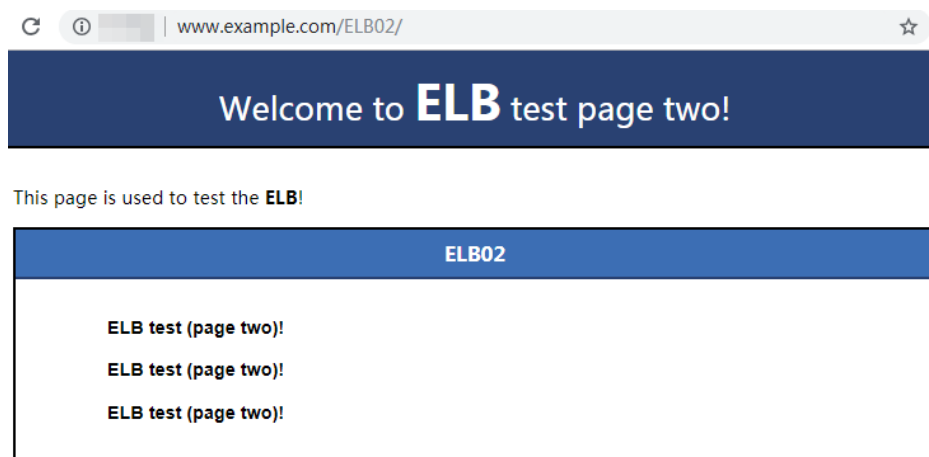 www.example.com/ELB02/
Welcome to ELB test page two!
This page is used to test the ELB!
ELB02
ELB test (page two)!
ELB test (page two)!
ELB test (page two)!